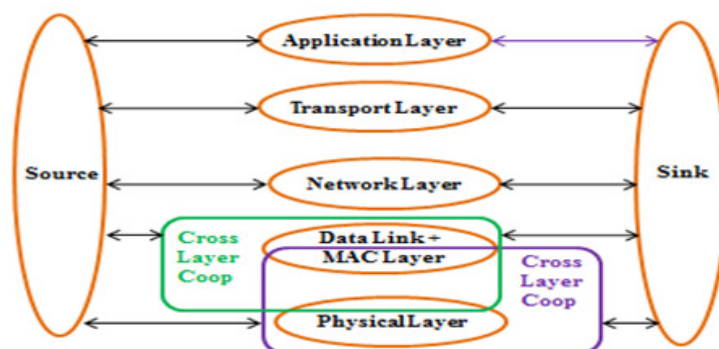 Application Layer
Transport Layer
Source
Sink
Network Layer
Cross
Layer
Coop
Data Link +
MAC Layer
Cross
Layer
Coop
Physical Layer